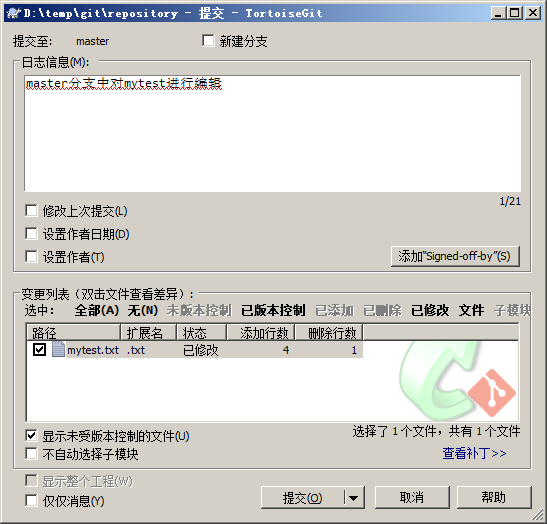 D:\temp\git\repository - 提交 - TortoiseGit
提交至: master 新建分支
日志信息(M):
master分支中对mytest进行编辑
1/21
修改上次提交(L)
设置作者日期(D)
设置作者(T) 添加"Signed-off-by"(S)
变更列表（双击文件查看差异）:
选中: 全部(A) 无(N) 未版本控制 已版本控制 已添加 已删除 已修改 文件 子模块
路径 扩展名 状态 添加行数 删除行数
mytest.txt .txt 已修改 4 1
显示未受版本控制的文件(U) 选择了 1 个文件，共有 1 个文件
不自动选择子模块 查看补丁>>
显示整个工程(W)
仅仅消息(Y) 提交(O) 取消 帮助